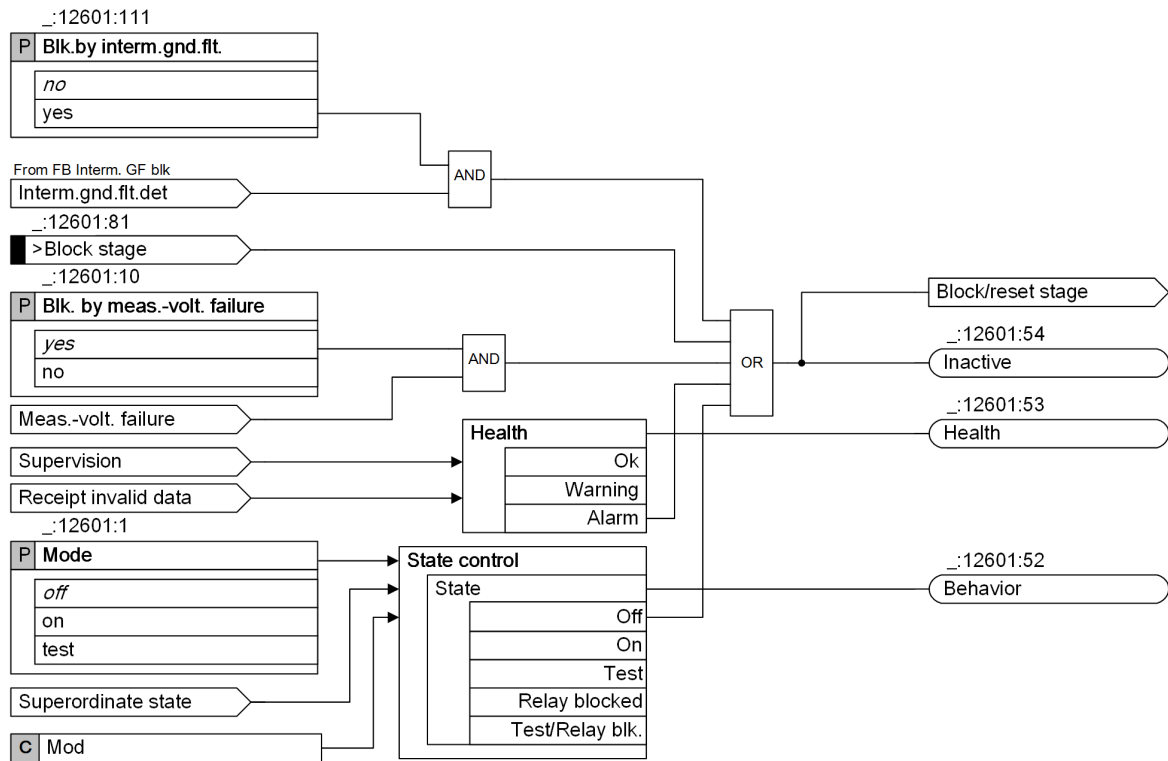 _:12601:111
P Blk.by interm.gnd.flt.
no
yes
From FB Interm. GF blk
Interm.gnd.flt.det
AND
_:12601:81
>Block stage
_:12601:10
P Blk. by meas.-volt. failure
yes
no
AND
Meas.-volt. failure
OR
Block/reset stage
_:12601:54
Inactive
_:12601:53
Health
Supervision
Receipt invalid data
Health
Ok
Warning
Alarm
_:12601:1
P Mode
off
on
test
Superordinate state
C Mod
State control
State
Off
On
Test
Relay blocked
Test/Relay blk.
_:12601:52
Behavior